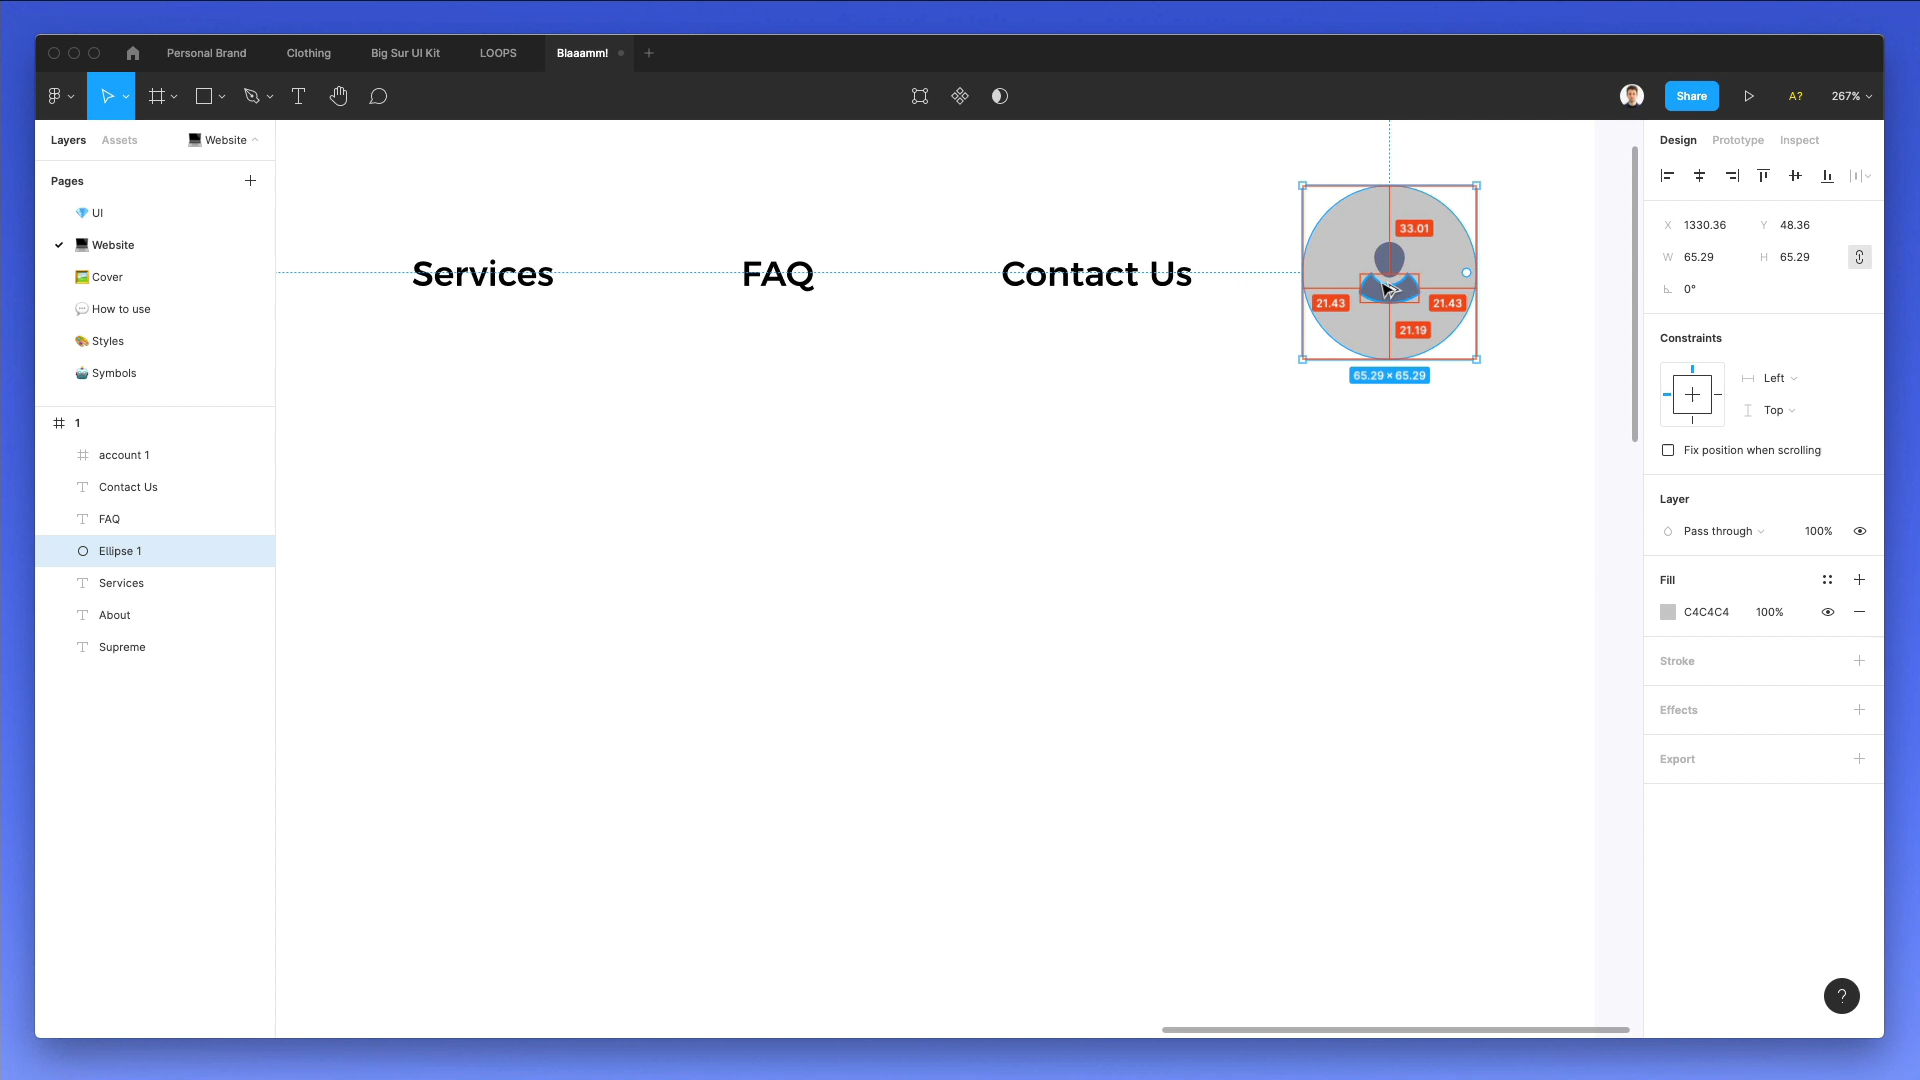 Personal Brand
Clothing
Big Sur UI Kit
LOOPS
Blaaamm!
Share
A?
267%
Layers
Assets
Website
Pages
UI
Website
Cover
How to use
Styles
Symbols
1
account 1
Contact Us
FAQ
Ellipse 1
Services
About
Supreme
Services
FAQ
Contact Us
33.01
21.43
21.43
21.19
65.29 × 65.29
Design
Prototype
Inspect
X 1330.36
Y 48.36
W 65.29
H 65.29
0°
Constraints
Left
Top
Fix position when scrolling
Layer
Pass through
100%
Fill
C4C4C4
100%
Stroke
Effects
Export
?